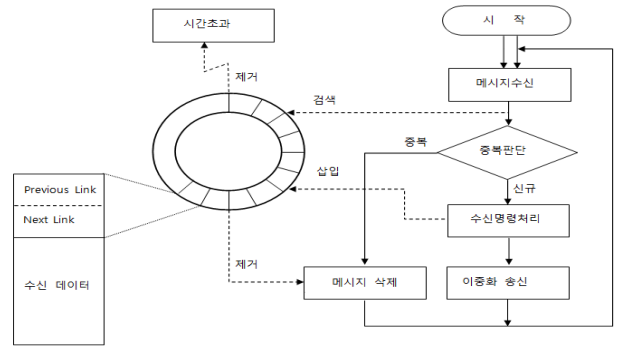 시간초과
시 작
제거
메시지수신
검색
중복
중복판단
삽입
신규
Previous Link
Next Link
수신명령처리
제거
수신 데이터
메시지 삭제
이중화 송신